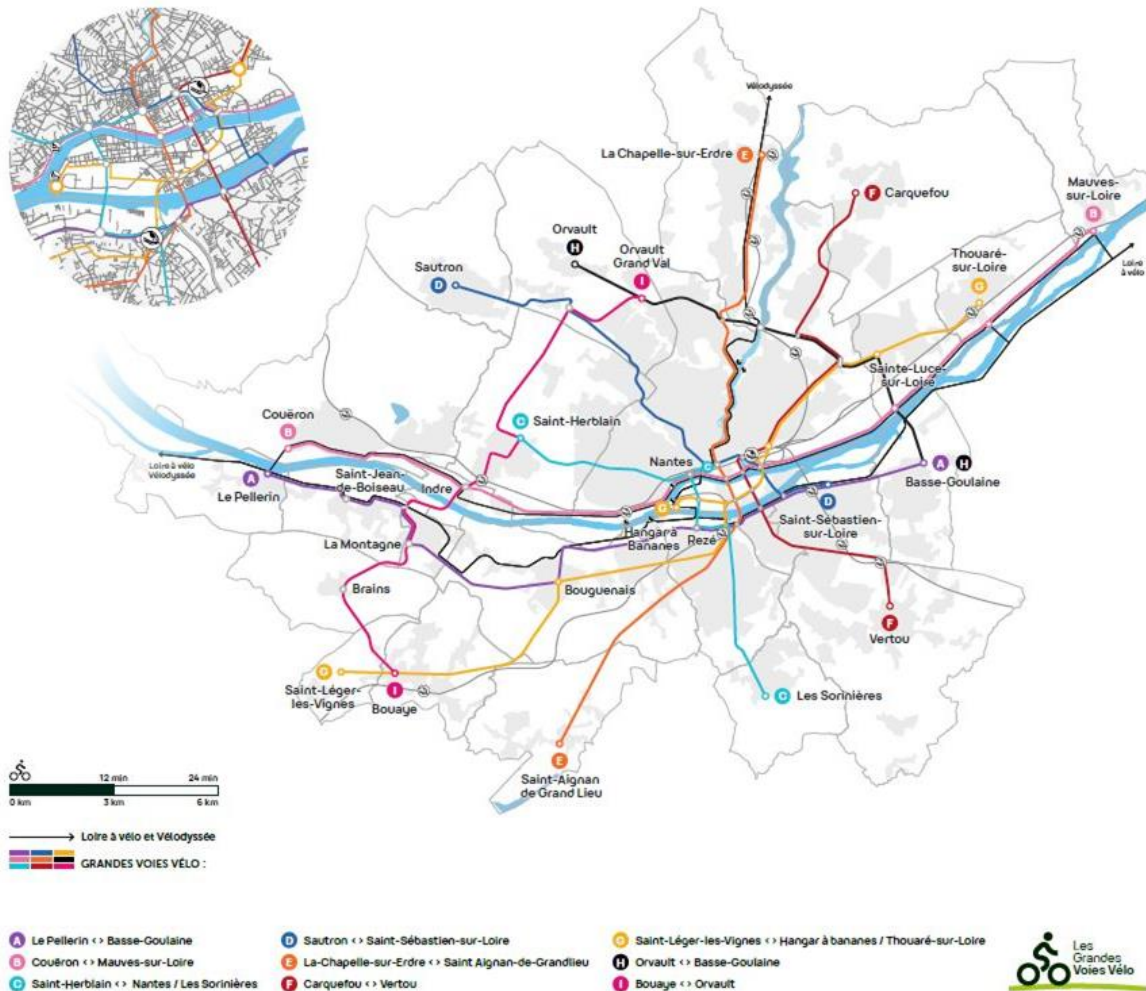 Vélodyssée
La Chapelle-sur-Erdre E
F Carquefou
Mauves-
sur-Loire
B
Orvault
H
Orvault
Grand Val
I
Thouaré-
sur-Loire
G
Loire
à vélo
Sautron
D
Sainte-Luce-
sur-Loire
Couëron
B
C Saint-Herblain
Nantes C
Loire à vélo
Vélodyssée
A
Le Pellerin
Saint-Jean-
de-Boiseau
Indre
G
A H
Basse-Goulaine
D
Saint-Sébastien-
sur-Loire
La Montagne
Hangar à
Bananes
Rezé
Brains
Bouguenais
F
Vertou
G
Saint-Léger-
les-Vignes
I
Bouaye
C Les Sorinières
E
Saint-Aignan
de Grand Lieu
12 min 24 min
0 km 3 km 6 km
Loire à vélo et Vélodyssée
GRANDES VOIES VÉLO :
A Le Pellerin <> Basse-Goulaine
B Couëron <> Mauves-sur-Loire
C Saint-Herblain <> Nantes / Les Sorinières
D Sautron <> Saint-Sébastien-sur-Loire
E La-Chapelle-sur-Erdre <> Saint Aignan-de-Grandlieu
F Carquefou <> Vertou
G Saint-Léger-les-Vignes <> Hangar à bananes / Thouaré-sur-Loire
H Orvault <> Basse-Goulaine
I Bouaye <> Orvault
Les
Grandes
Voies Vélo